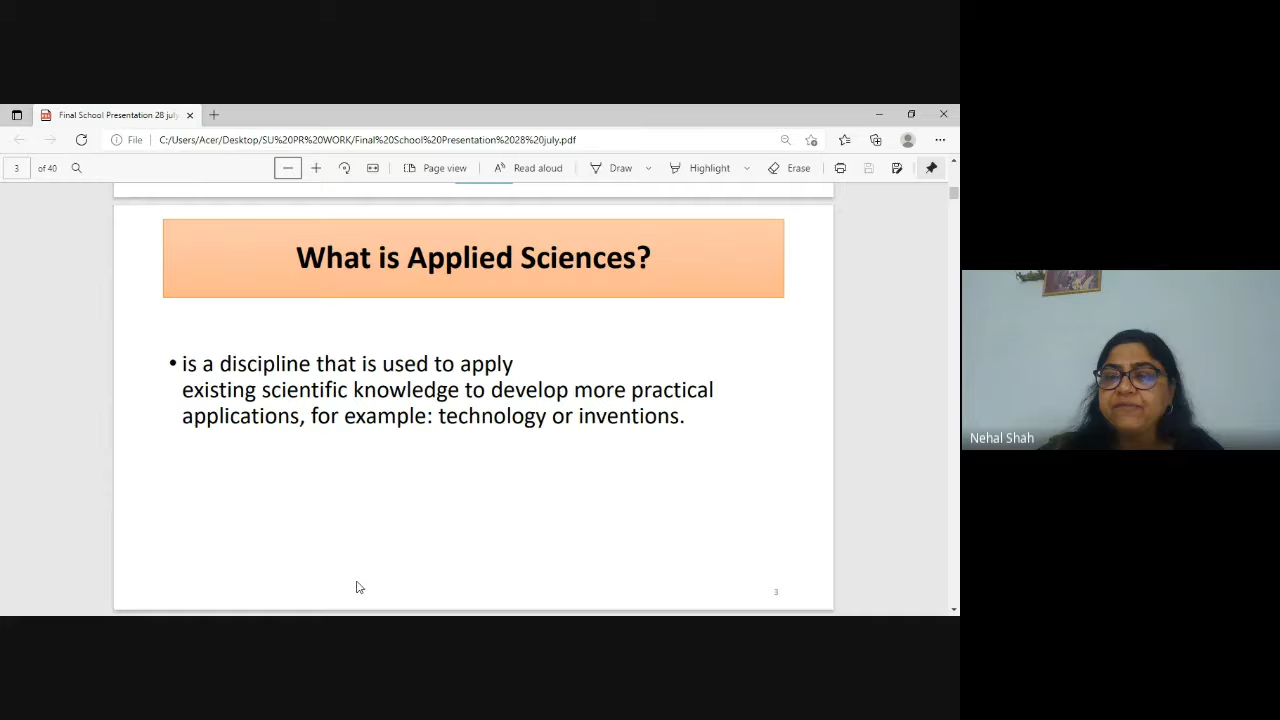 Final School Presentation 28 july
File
C:/Users/Acer/Desktop/SU%20PR%20WORK/Final%20School%20Presentation%2028%20july.pdf
3 of 40
Page view
Read aloud
Draw
Highlight
Erase
What is Applied Sciences?
• is a discipline that is used to apply
existing scientific knowledge to develop more practical
applications, for example: technology or inventions.
3
Nehal Shah